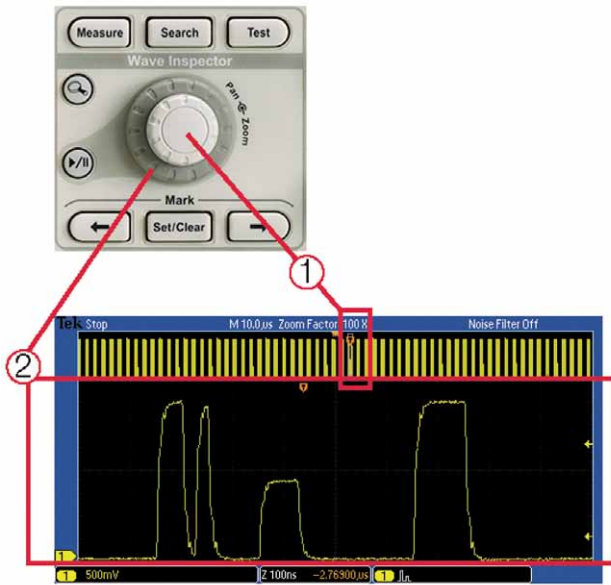 Measure Search Test
Wave Inspector
Pan Zoom
Mark
← Set/Clear →
1
2
Tek Stop M 10.0µs Zoom Factor: 100 X Noise Filter Off
1
1 500mV Z 100ns -2.76900µs 1